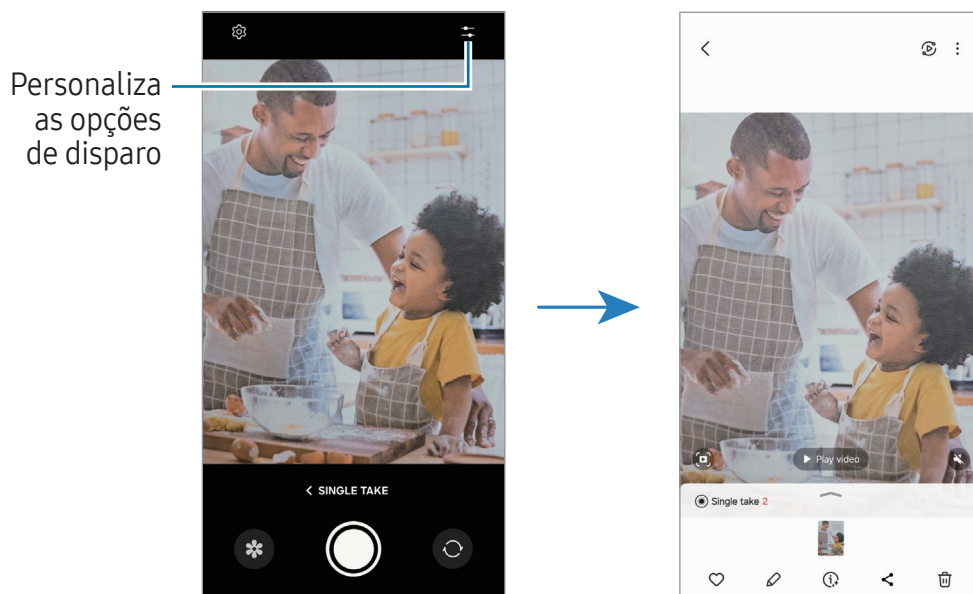 Personaliza
as opções
de disparo
SINGLE TAKE
Play video
Single take 2